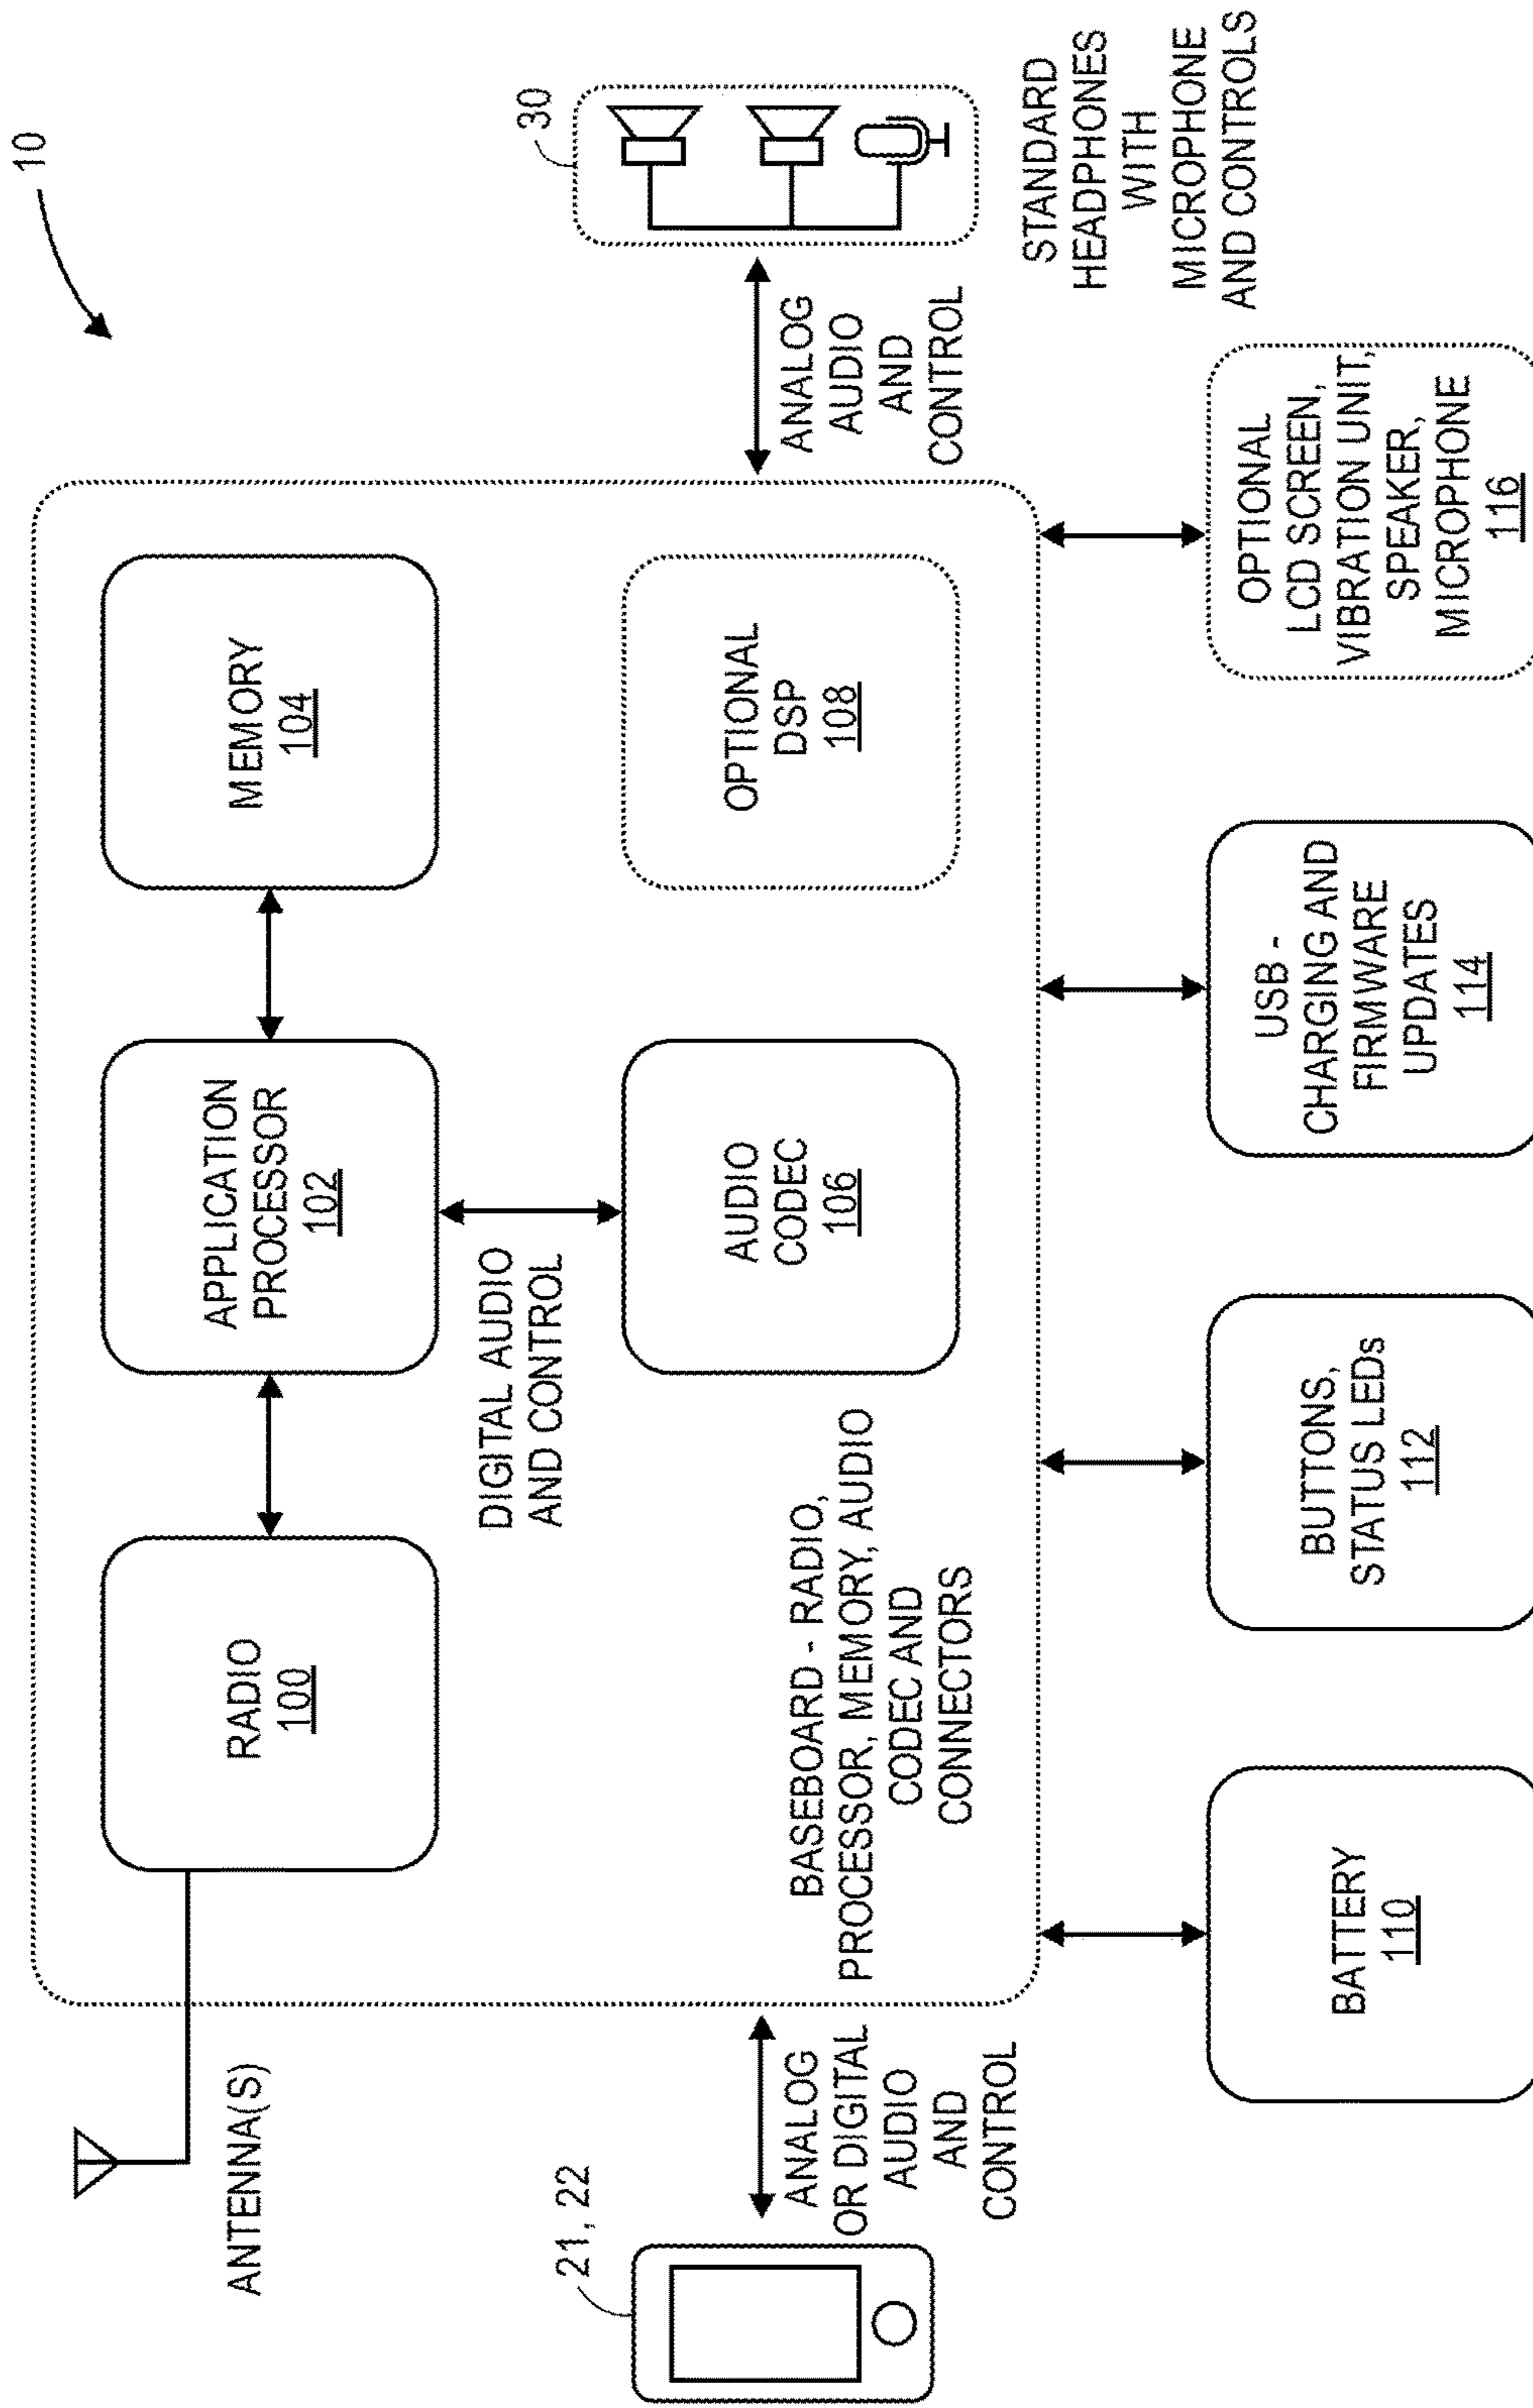 10
ANTENNA(S)
RADIO
100
APPLICATION
PROCESSOR
102
MEMORY
104
DIGITAL AUDIO
AND CONTROL
21, 22
ANALOG
OR DIGITAL
AUDIO
AND
CONTROL
BASEBOARD - RADIO,
PROCESSOR, MEMORY, AUDIO
CODEC AND
CONNECTORS
AUDIO
CODEC
106
OPTIONAL
DSP
108
ANALOG
AUDIO
AND
CONTROL
30
STANDARD
HEADPHONES
WITH
MICROPHONE
AND CONTROLS
BATTERY
110
BUTTONS,
STATUS LEDs
112
USB -
CHARGING AND
FIRMWARE
UPDATES
114
OPTIONAL
LCD SCREEN,
VIBRATION UNIT,
SPEAKER,
MICROPHONE
116